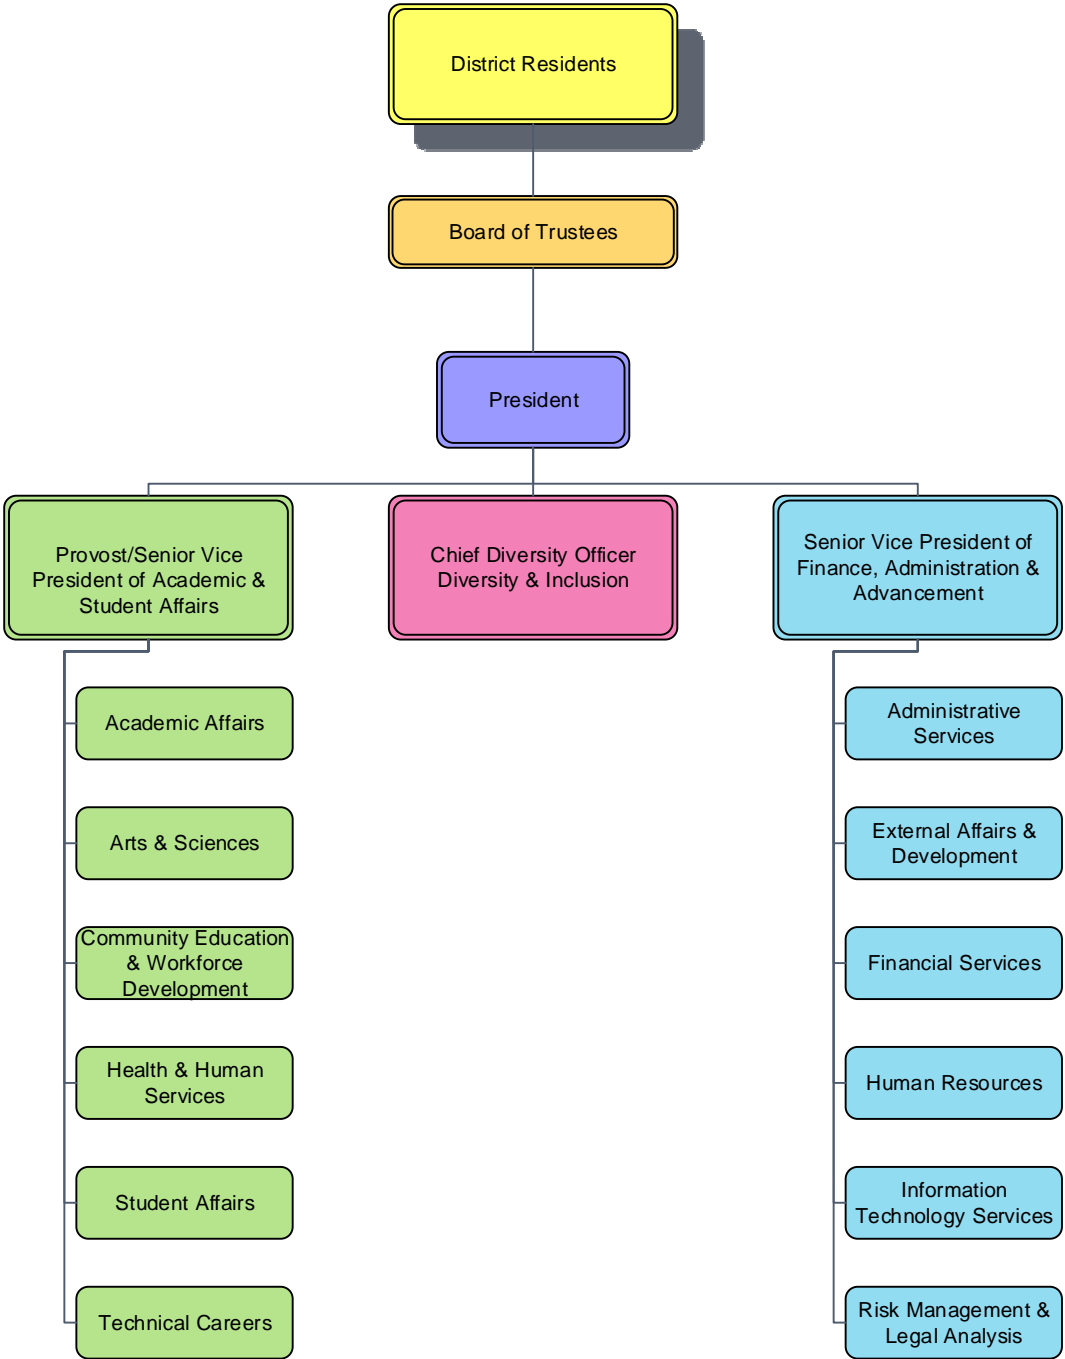 District Residents
Board of Trustees
President
Provost/Senior Vice
President of Academic &
Student Affairs
Chief Diversity Officer
Diversity & Inclusion
Senior Vice President of
Finance, Administration &
Advancement
Academic Affairs
Arts & Sciences
Community Education
& Workforce
Development
Health & Human
Services
Student Affairs
Technical Careers
Administrative
Services
External Affairs &
Development
Financial Services
Human Resources
Information
Technology Services
Risk Management &
Legal Analysis